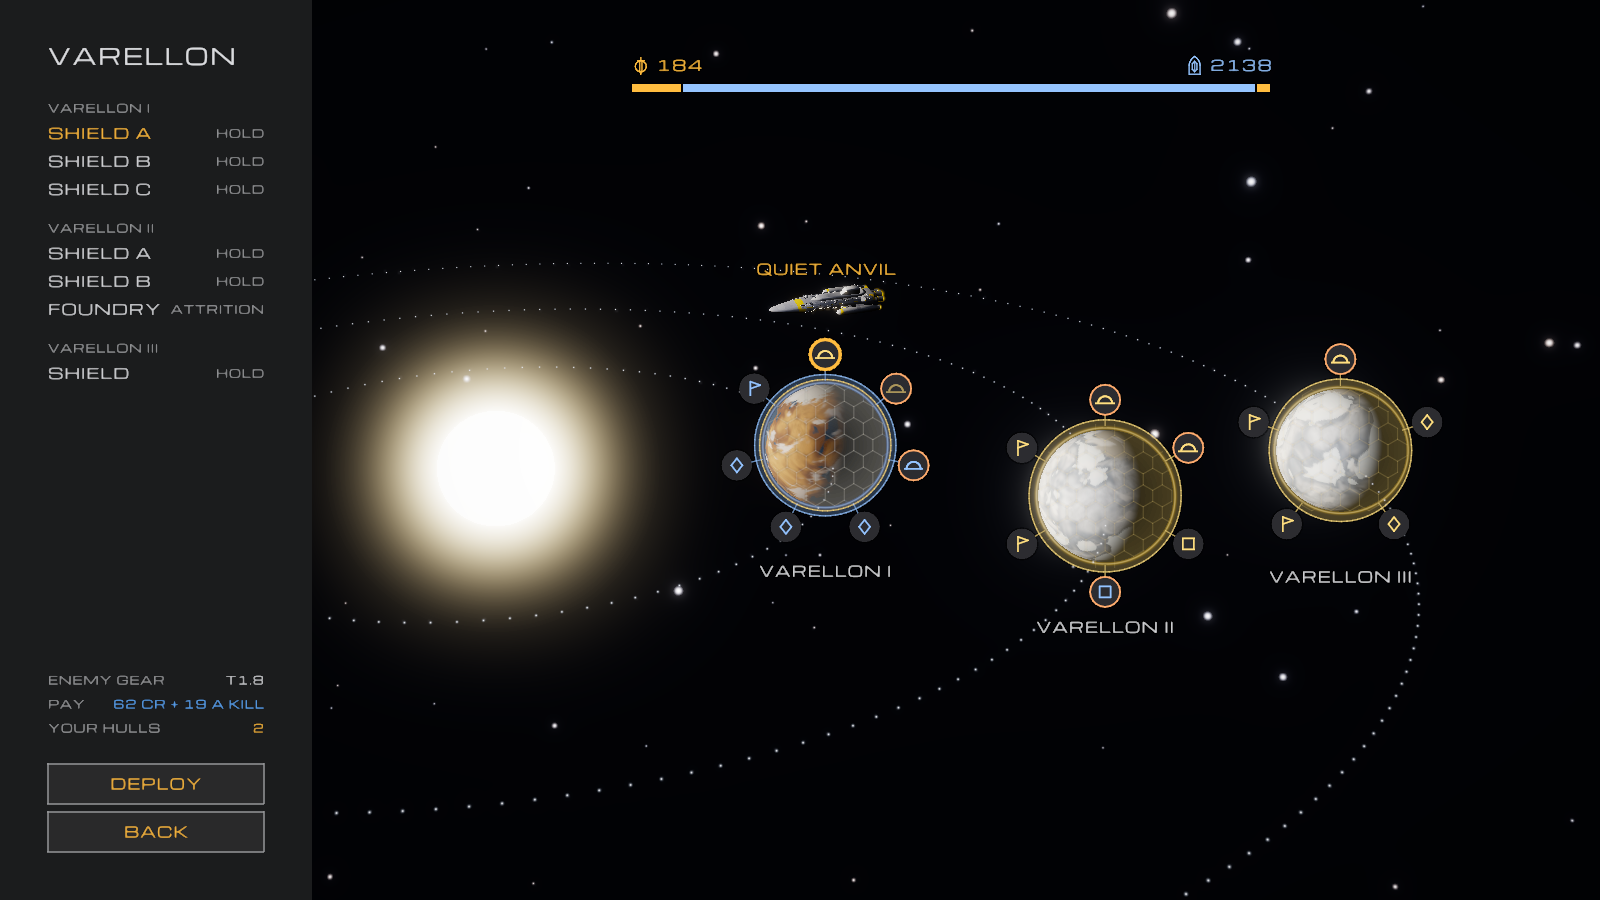 VARELLON
VARELLON I
SHIELD A HOLD
SHIELD B HOLD
SHIELD C HOLD
VARELLON II
SHIELD A HOLD
SHIELD B HOLD
FOUNDRY ATTRITION
VARELLON III
SHIELD HOLD
ENEMY GEAR T1.8
PAY 62 CR + 19 A KILL
YOUR HULLS 2
DEPLOY
BACK
184 2138
QUIET ANVIL
VARELLON I
VARELLON II
VARELLON III